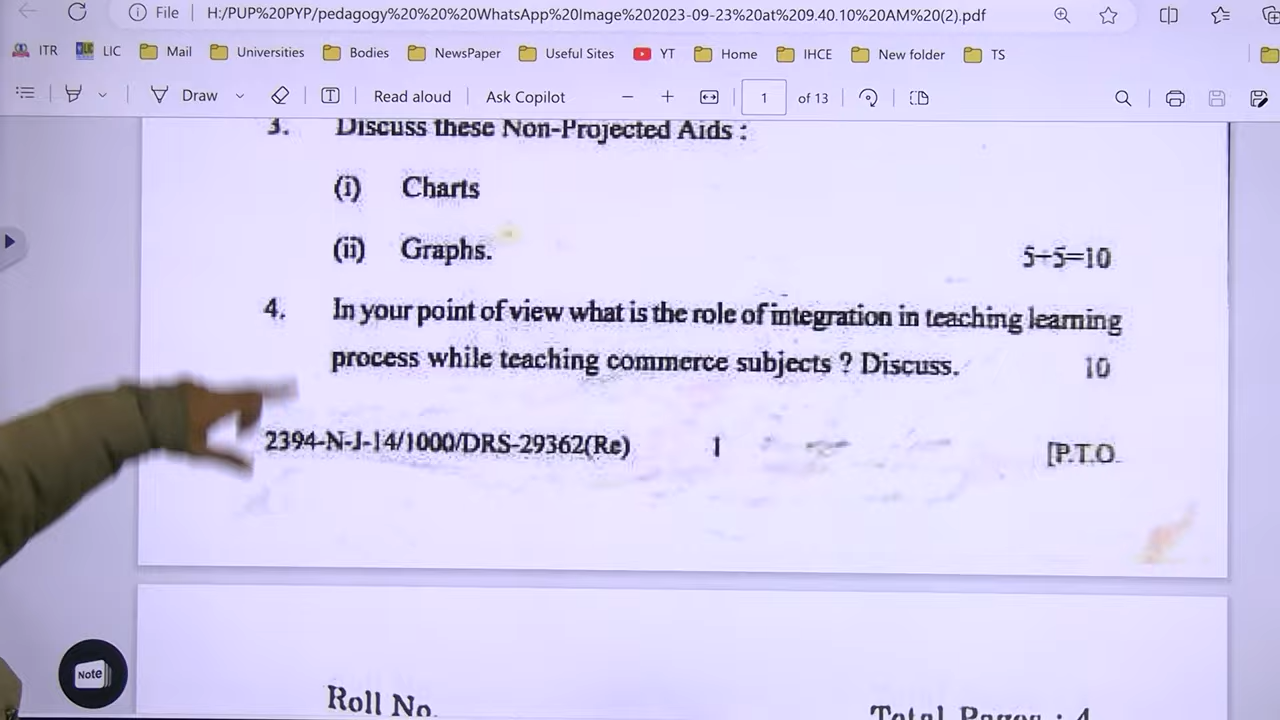 File H:/PUP%20PYP/pedagogy%20%20%20WhatsApp%20Image%202023-09-23%20at%209.40.10%20AM%20(2).pdf
ITR LIC Mail Universities Bodies NewsPaper Useful Sites YT Home IHCE New folder TS
Draw Read aloud Ask Copilot 1 of 13
3. Discuss these Non-Projected Aids :
(i) Charts
(ii) Graphs. 5+5=10
4. In your point of view what is the role of integration in teaching learning
process while teaching commerce subjects ? Discuss. 10
2394-N-J-14/1000/DRS-29362(Re) 1 [P.T.O.
Note
Roll No. Total Pages : 4